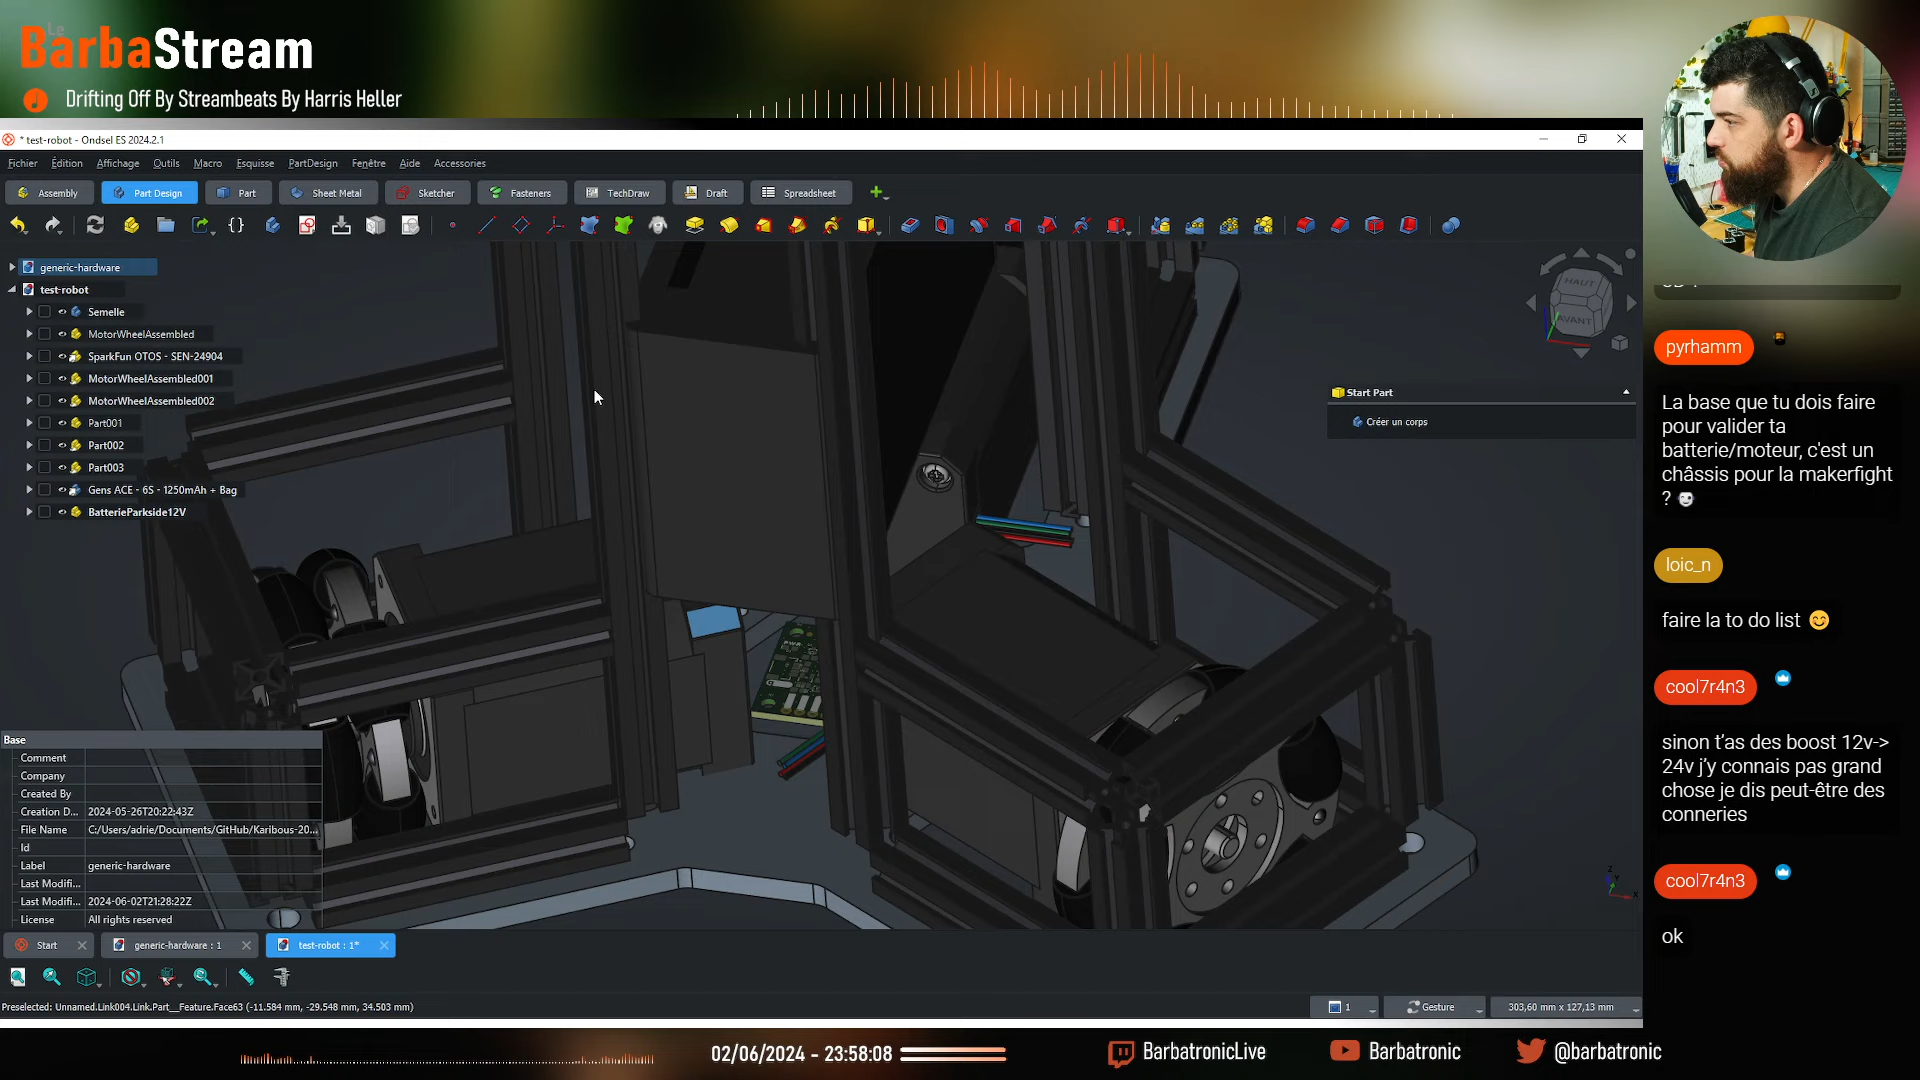 Le
BarbaStream
Drifting Off By Streambeats By Harris Heller
* test-robot - Ondsel ES 2024.2.1
Fichier Édition Affichage Outils Macro Esquisse PartDesign Fenêtre Aide Accessories
Assembly Part Design Part Sheet Metal Sketcher Fasteners TechDraw Draft Spreadsheet
generic-hardware
test-robot
Semelle
MotorWheelAssembled
SparkFun OTOS - SEN-24904
MotorWheelAssembled001
MotorWheelAssembled002
Part001
Part002
Part003
Gens ACE - 6S - 1250mAh + Bag
BatterieParkside12V
HAUT
AVANT
Start Part
Créer un corps
Base
Comment
Company
Created By
Creation D... 2024-05-26T20:22:43Z
File Name C:/Users/adrie/Documents/GitHub/Karibous-20...
Id
Label generic-hardware
Last Modifi...
Last Modifi... 2024-06-02T21:28:22Z
License All rights reserved
Start generic-hardware : 1 test-robot : 1*
Preselected: Unnamed.Link004.Link.Part__Feature.Face63 (-11.584 mm, -29.548 mm, 34.503 mm)
1 Gesture 303,60 mm x 127,13 mm
pyrhamm
La base que tu dois faire
pour valider ta
batterie/moteur, c'est un
châssis pour la makerfight
?
loic_n
faire la to do list 😊
cool7r4n3
sinon t'as des boost 12v->
24v j'y connais pas grand
chose je dis peut-être des
conneries
cool7r4n3
ok
02/06/2024 - 23:58:08
BarbatronicLive Barbatronic @barbatronic